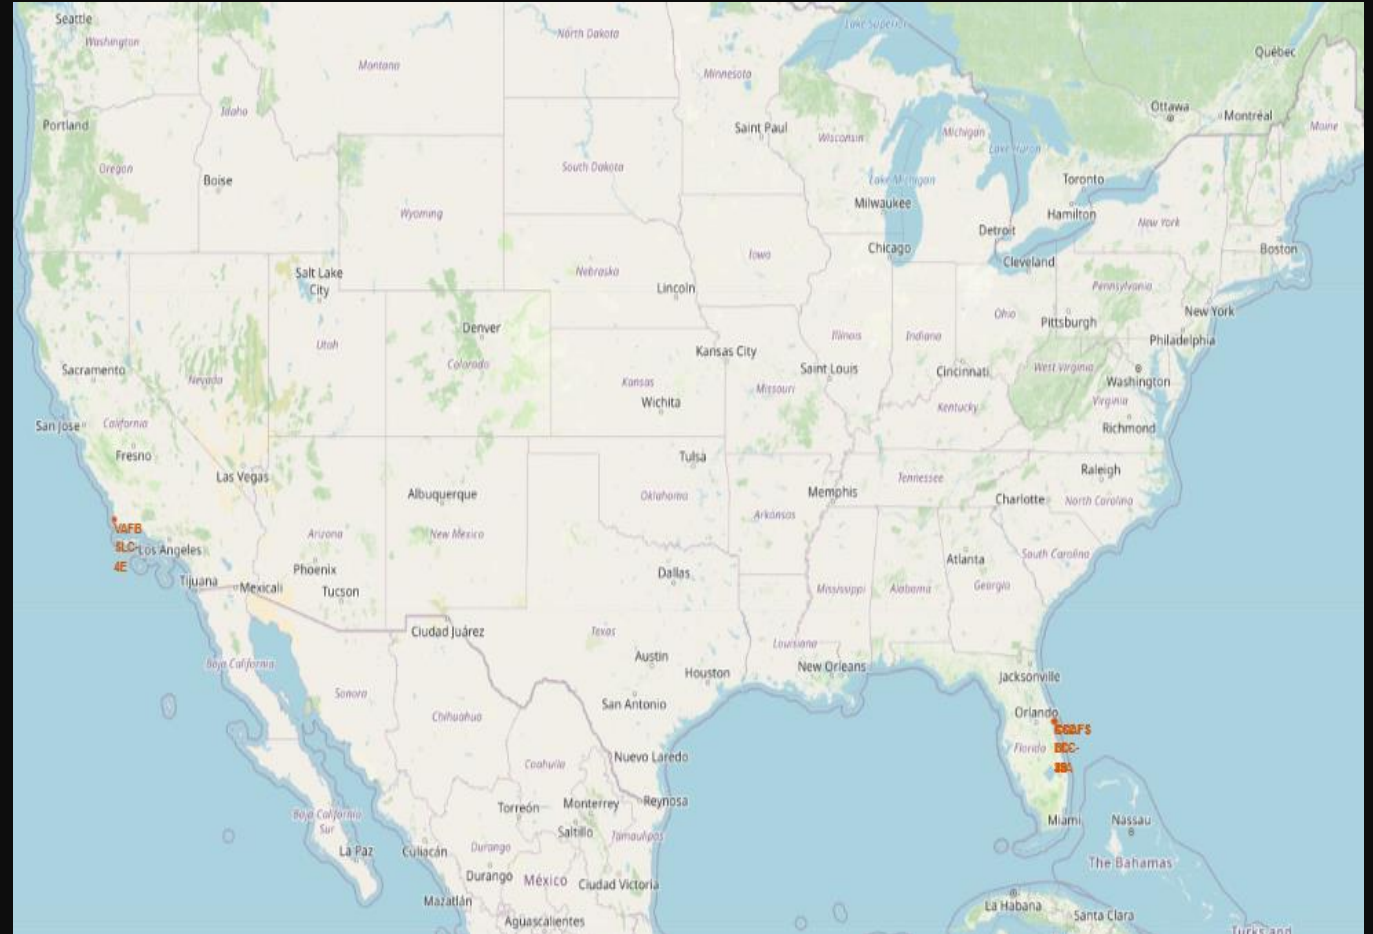 Seattle
Washington
North Dakota
Lake Superior
Montana
Minnesota
Québec
Idaho
Ottawa
Montréal
Portland
Saint Paul
Wisconsin
Michigan
Maine
Oregon
South Dakota
Lake Huron
Boise
Lake Michigan
Toronto
Wyoming
Milwaukee
Hamilton
New York
Detroit
Chicago
Boston
Iowa
Cleveland
Salt Lake
City
Nebraska
Lincoln
Pennsylvania
New York
Ohio
Pittsburgh
Denver
Utah
Illinois
Indiana
Philadelphia
Kansas City
Sacramento
Colorado
Saint Louis
Cincinnati
West Virginia
Nevada
Kansas
Missouri
Washington
Wichita
Virginia
Kentucky
San Jose
California
Richmond
Fresno
Tulsa
Las Vegas
Raleigh
Tennessee
Albuquerque
Oklahoma
Memphis
Charlotte
North Carolina
Arkansas
VAFB
SLC-
4E
Los Angeles
Arizona
New Mexico
Atlanta
South Carolina
Phoenix
Dallas
Tijuana
Mexicali
Tucson
Mississippi
Alabama
Georgia
Ciudad Juárez
Texas
Louisiana
Austin
Baja California
Houston
New Orleans
Jacksonville
Sonora
San Antonio
Chihuahua
Orlando
Florida
Nuevo Laredo
Coahuila
Torreón
Monterrey
Reynosa
Baja California
Sur
Saltillo
Tamaulipas
Miami
Nassau
La Paz
Culiacán
Durango
The Bahamas
Durango
México
Ciudad Victoria
Mazatlán
La Habana
Santa Clara
Aguascalientes
Turks and